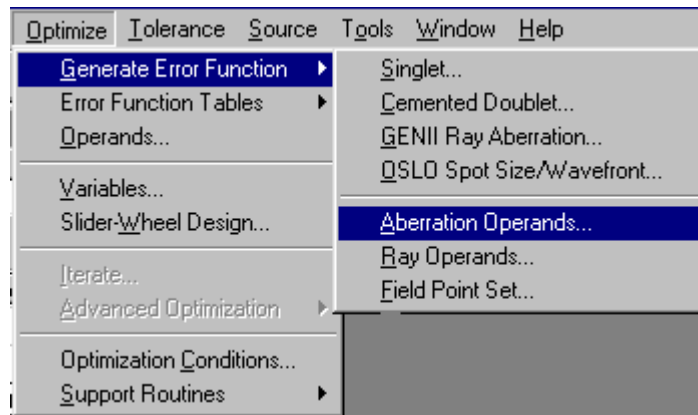 Optimize Tolerance Source Tools Window Help
Generate Error Function
Error Function Tables
Operands...
Variables...
Slider-Wheel Design...
Iterate...
Advanced Optimization
Optimization Conditions...
Support Routines
Singlet...
Cemented Doublet...
GENII Ray Aberration...
OSLO Spot Size/Wavefront...
Aberration Operands...
Ray Operands...
Field Point Set...